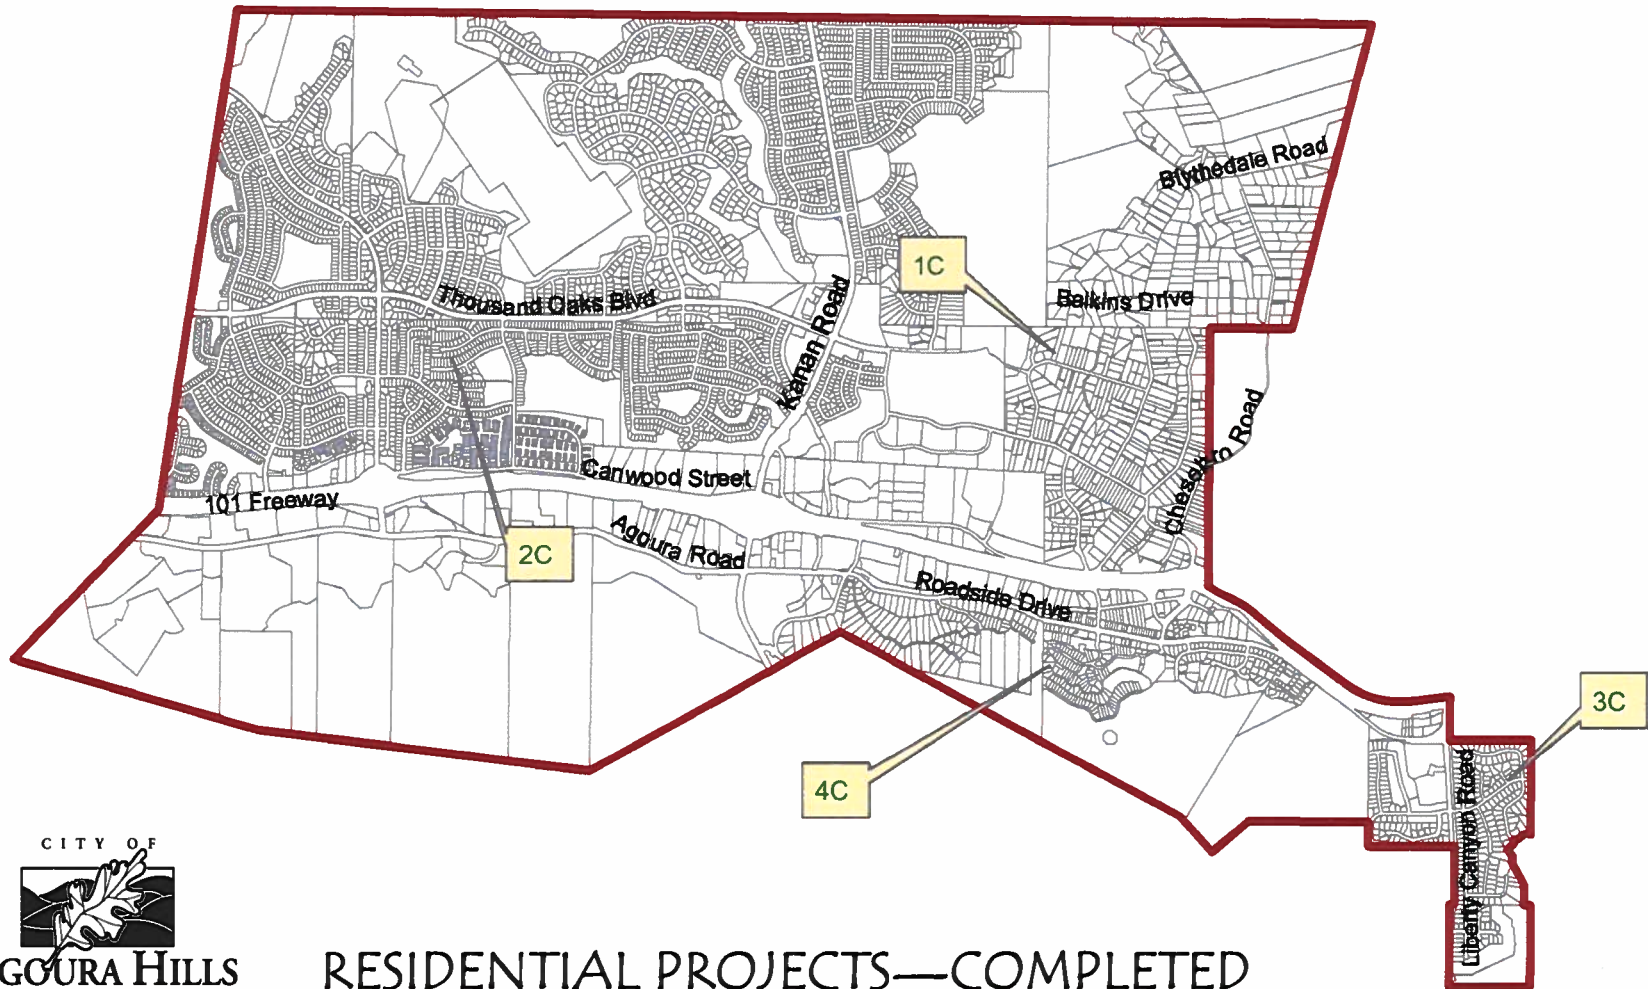 Blythedale Road
1C
Balkins Drive
Thousand Oaks Blvd
Kanan Road
Chesebro Road
Canwood Street
101 Freeway
Agoura Road
2C
Roadside Drive
3C
4C
Liberty Canyon Road
CITY OF
GOURA HILLS
RESIDENTIAL PROJECTS—COMPLETED